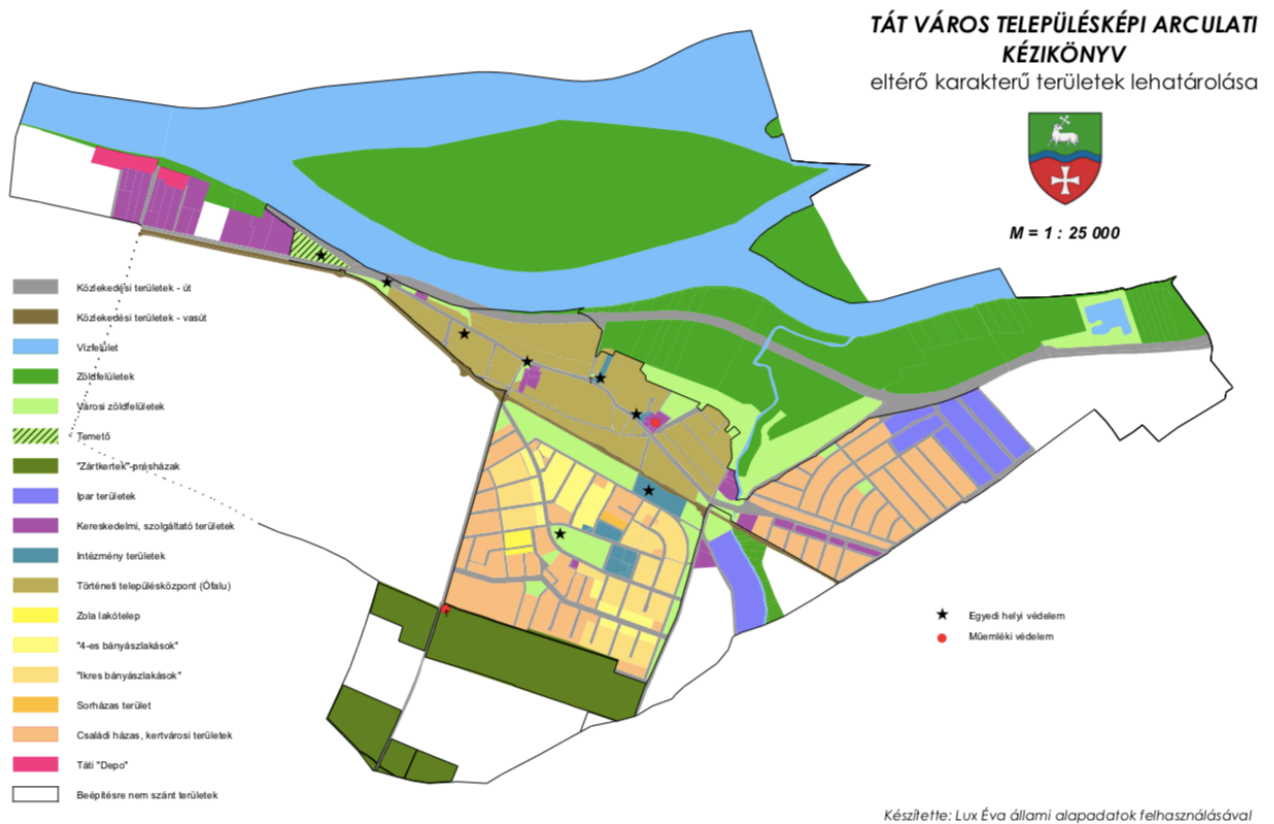 TÁT VÁROS TELEPÜLÉSKÉPI ARCULATI
KÉZIKÖNYV
eltérő karakterű területek lehatárolása
M = 1 : 25 000
Közlekedési területek - út
Közlekedési területek - vasút
Vízfelület
Zöldfelületek
Városi zöldfelületek
Temető
"Zártkertek"-présházak
Ipar területek
Kereskedelmi, szolgáltató területek
Intézmény területek
Történeti településközpont (Ófalu)
Zola lakótelep
"4-es bányászlakások"
"Ikres bányászlakások"
Sorházas terület
Családi házas, kertvárosi területek
Táti "Depo"
Beépítésre nem szánt területek
Egyedi helyi védelem
Műemléki védelem
Készítette: Lux Éva állami alapadatok felhasználásával